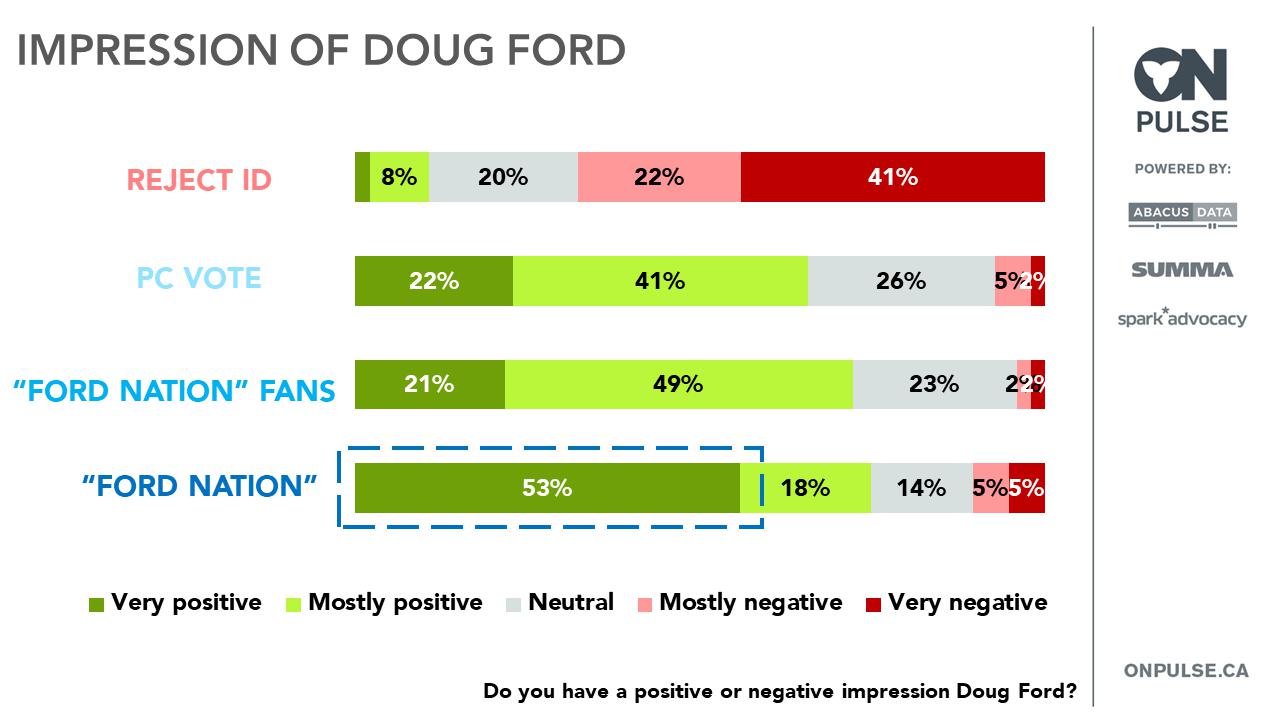 IMPRESSION OF DOUG FORD
REJECT ID
8% 20% 22% 41%
PC VOTE
22% 41% 26% 5% 2%
“FORD NATION” FANS
21% 49% 23% 2% 2%
“FORD NATION”
53% 18% 14% 5% 5%
Very positive Mostly positive Neutral Mostly negative Very negative
Do you have a positive or negative impression Doug Ford?
ON
PULSE
POWERED BY:
ABACUS DATA
SUMMA
spark*advocacy
ONPULSE.CA